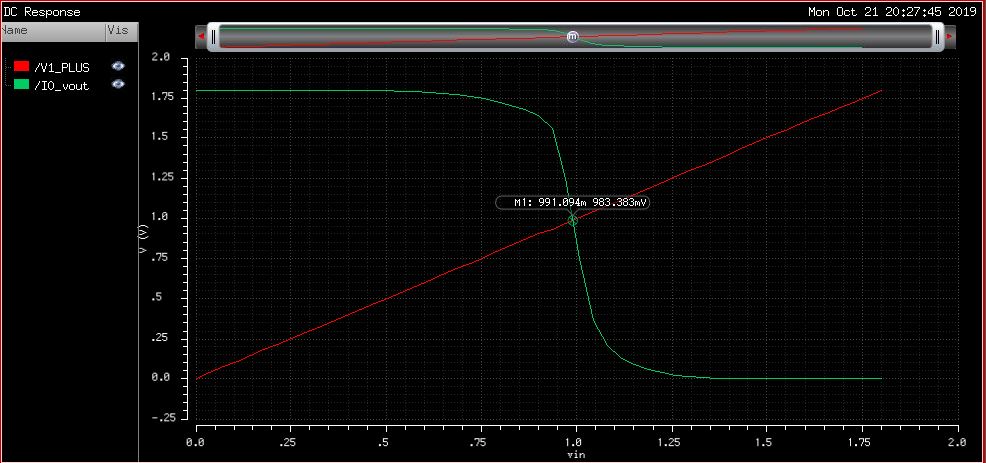 DC Response Mon Oct 21 20:27:45 2019
Name Vis
/V1_PLUS
/I0_vout
m
2.0
1.75
1.5
1.25
M1: 991.094m 983.383mV
1.0
V (V)
.75
.5
.25
0.0
-.25
0.0 .25 .5 .75 1.0 1.25 1.5 1.75 2.0
vin